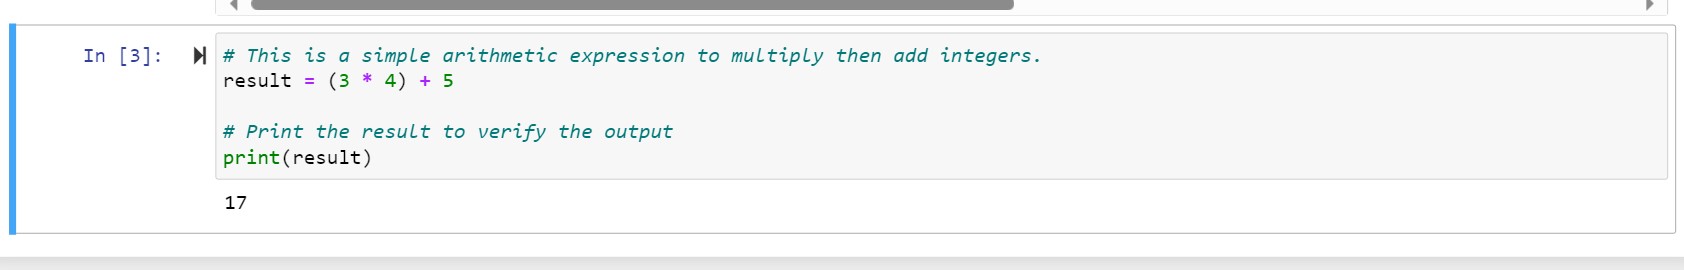 In [3]:
# This is a simple arithmetic expression to multiply then add integers.
result = (3 * 4) + 5
# Print the result to verify the output
print(result)
17